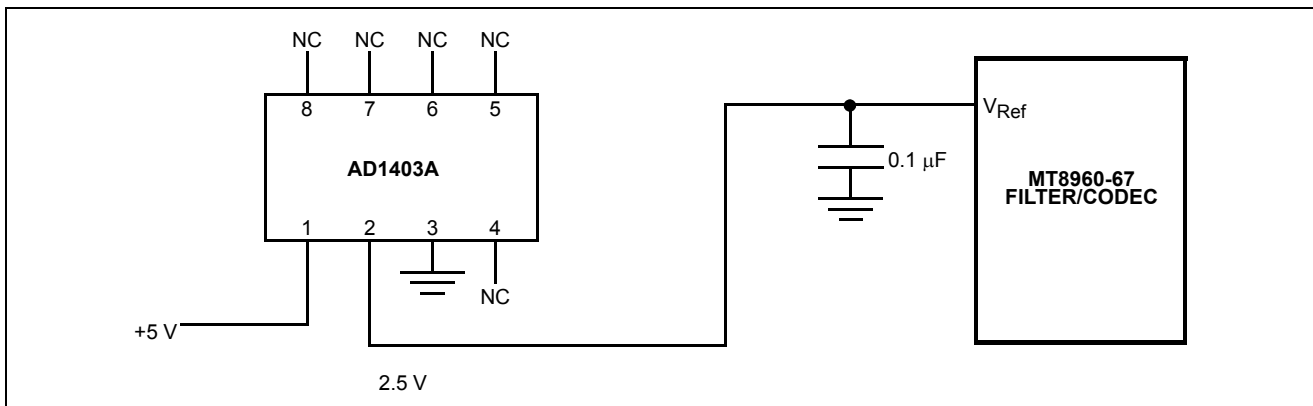 NC NC NC NC
8 7 6 5
V_Ref
AD1403A
0.1 μF
MT8960-67
FILTER/CODEC
1 2 3 4
NC
+5 V
2.5 V